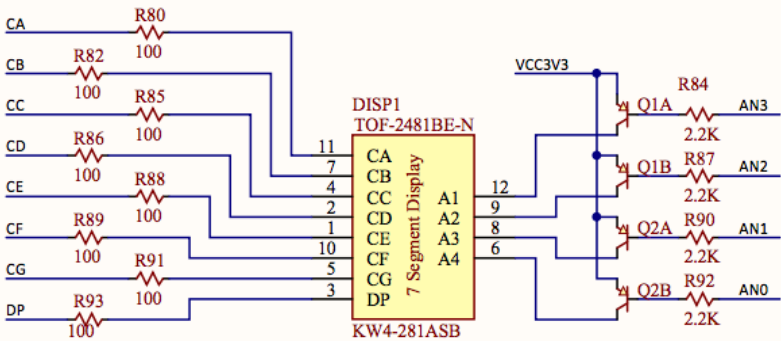 CA
R80
100
CB
R82
100
CC
R85
100
CD
R86
100
CE
R88
100
CF
R89
100
CG
R91
100
DP
R93
100
DISP1
TOF-2481BE-N
11 CA
7 CB
4 CC
2 CD
1 CE
10 CF
5 CG
3 DP
7 Segment Display
A1 12
A2 9
A3 8
A4 6
KW4-281ASB
VCC3V3
Q1A
R84
2.2K
AN3
Q1B
R87
2.2K
AN2
Q2A
R90
2.2K
AN1
Q2B
R92
2.2K
AN0